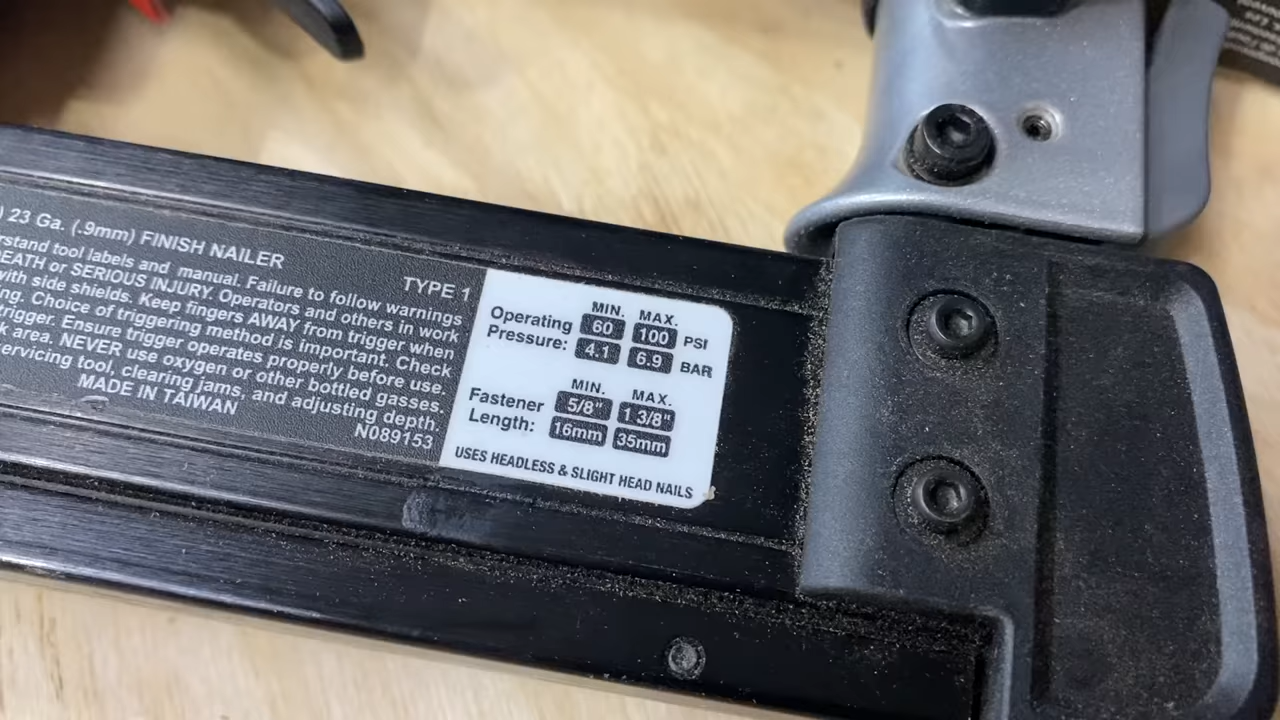 ) 23 Ga. (.9mm) FINISH NAILER
TYPE 1
tool labels and manual. Failure to follow warnings
or SERIOUS INJURY. Operators and others in work
with side shields. Keep fingers AWAY from trigger when
Choice of triggering method is important. Check
trigger. Ensure trigger operates properly before use.
area. NEVER use oxygen or other bottled gasses.
tool, clearing jams, and adjusting depth.
MADE IN TAIWAN
N089153
MIN. MAX.
Operating Pressure:
60 100 PSI
4.1 6.9 BAR
MIN. MAX.
Fastener Length:
5/8" 1 3/8"
16mm 35mm
USES HEADLESS & SLIGHT HEAD NAILS